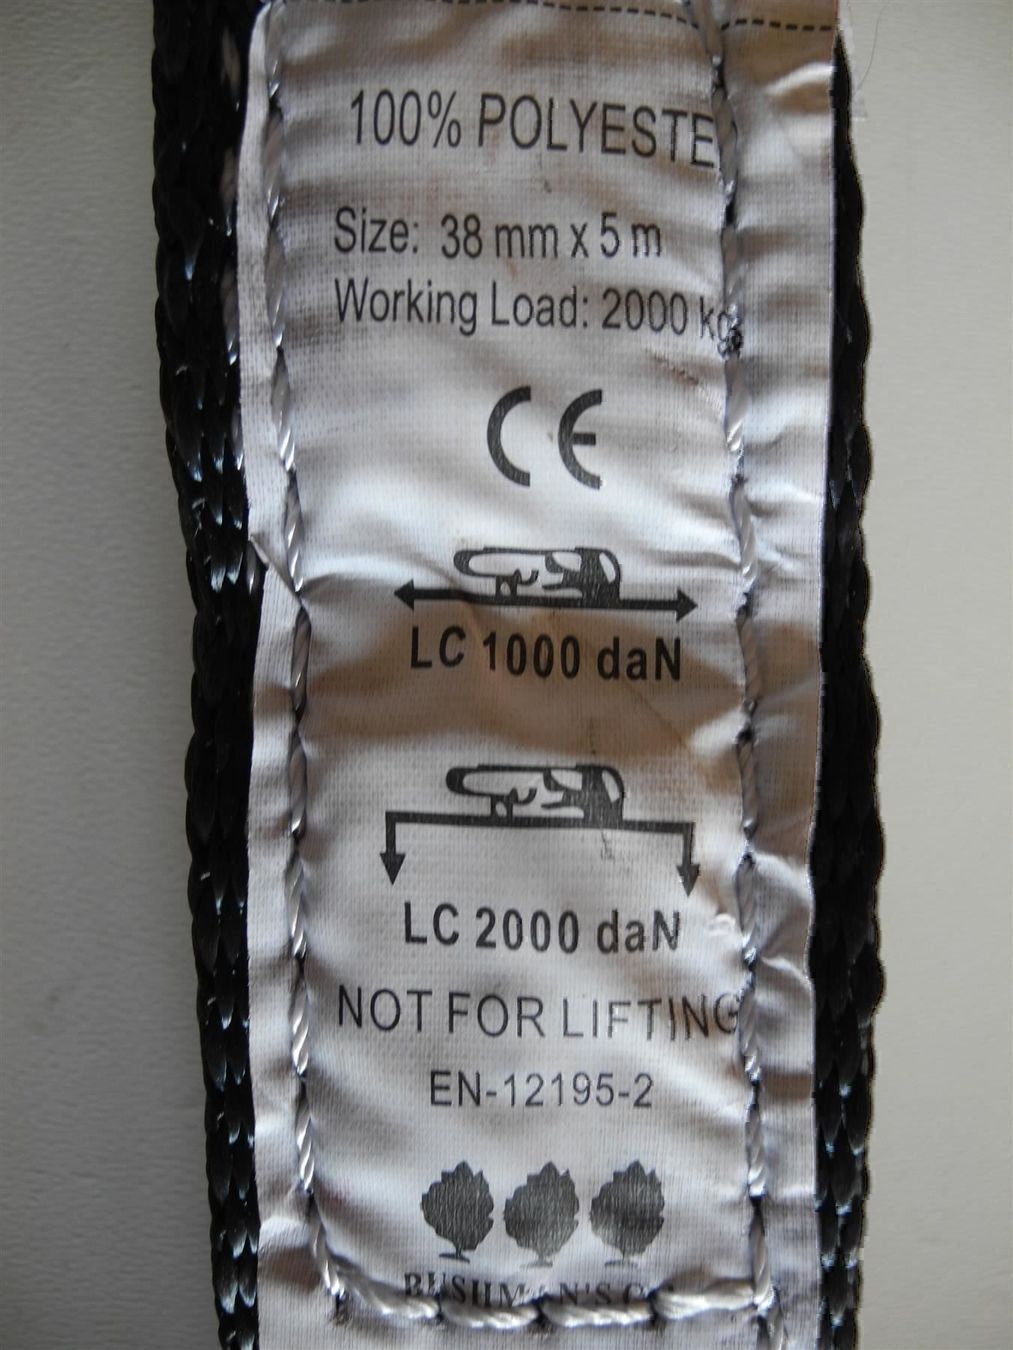 100% POLYESTE
Size: 38 mm x 5 m
Working Load: 2000 kg
CE
LC 1000 daN
LC 2000 daN
NOT FOR LIFTING
EN-12195-2